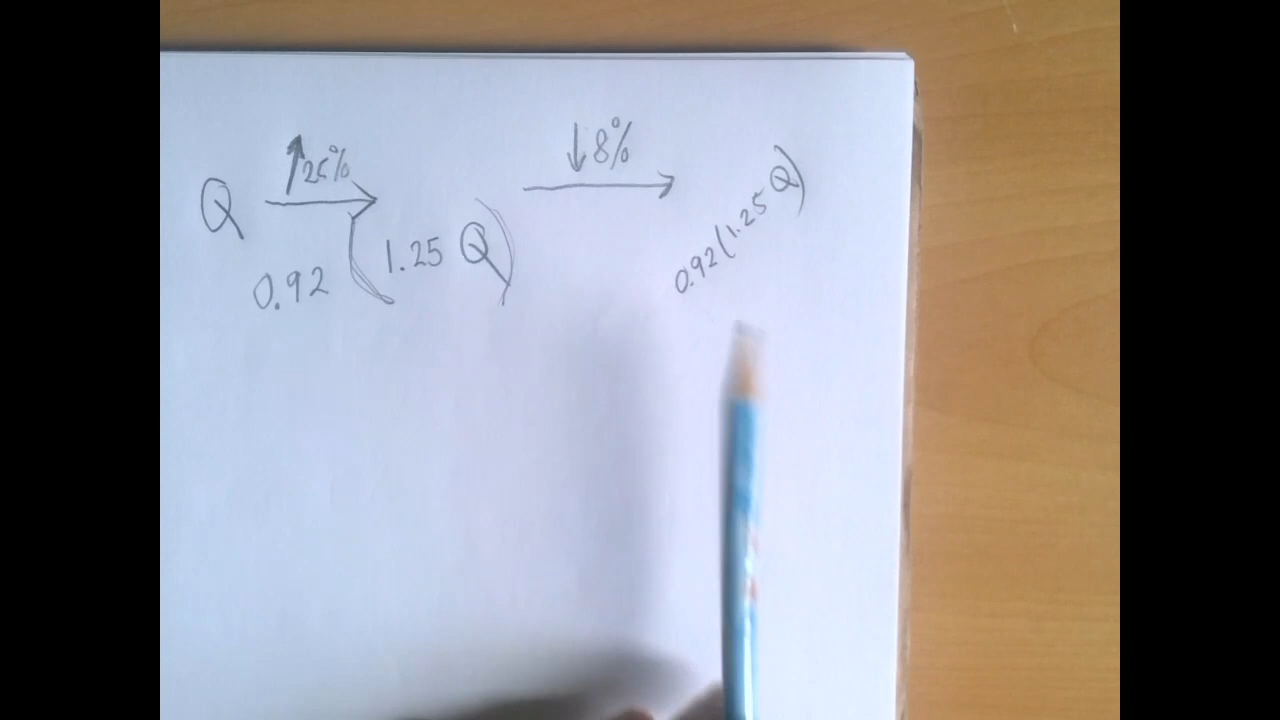 ↑25% ↓8%
Q → (1.25 Q) → 0.92(1.25 Q)
0.92